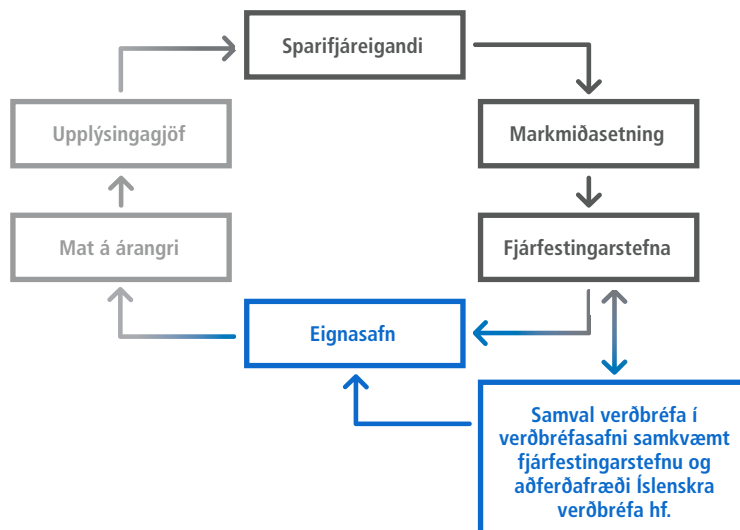 Sparifjáreigandi
Upplýsingagjöf
Markmiðasetning
Mat á árangri
Fjárfestingarstefna
Eignasafn
Samval verðbréfa í
verðbréfasafni samkvæmt
fjárfestingarstefnu og
aðferðafræði Íslenskra
verðbréfa hf.